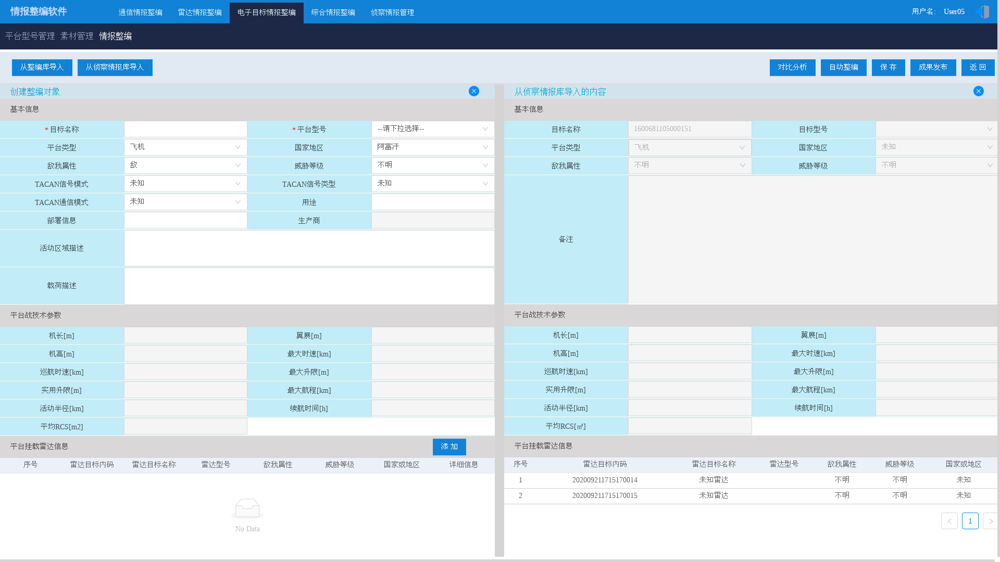 情报整编软件 通信情报整编 雷达情报整编 电子目标情报整编 综合情报整编 侦察情报管理 用户名： User05
平台型号管理 素材管理 情报整编
从整编库导入 从侦察情报库导入 对比分析 自动整编 保 存 成果发布 返 回
创建整编对象
基本信息
* 目标名称 * 平台型号 --请下拉选择--
平台类型 飞机 国家地区 阿富汗
敌我属性 敌 威胁等级 不明
TACAN信号模式 未知 TACAN信号类型 未知
TACAN通信模式 未知 用途
部署信息 生产商
活动区域描述
载荷描述
平台战技术参数
机长[m] 翼展[m]
机高[m] 最大时速[km]
巡航时速[km] 最大升限[m]
实用升限[m] 最大航程[km]
活动半径[km] 续航时间[h]
平均RCS[m2]
平台挂载雷达信息 添 加
序号 雷达目标内码 雷达目标名称 雷达型号 敌我属性 威胁等级 国家或地区 详细信息
No Data
从侦察情报库导入的内容
基本信息
目标名称 1600681105000151 目标型号
平台类型 飞机 国家地区 未知
敌我属性 不明 威胁等级 不明
备注
平台战技术参数
机长[m] 翼展[m]
机高[m] 最大时速[km]
巡航时速[km] 最大升限[m]
实用升限[m] 最大航程[km]
活动半径[km] 续航时间[h]
平均RCS[㎡]
平台挂载雷达信息
序号 雷达目标内码 雷达目标名称 雷达型号 敌我属性 威胁等级 国家或地区
1 202009211715170014 未知雷达 不明 不明 未知
2 202009211715170015 未知雷达 不明 不明 未知
1